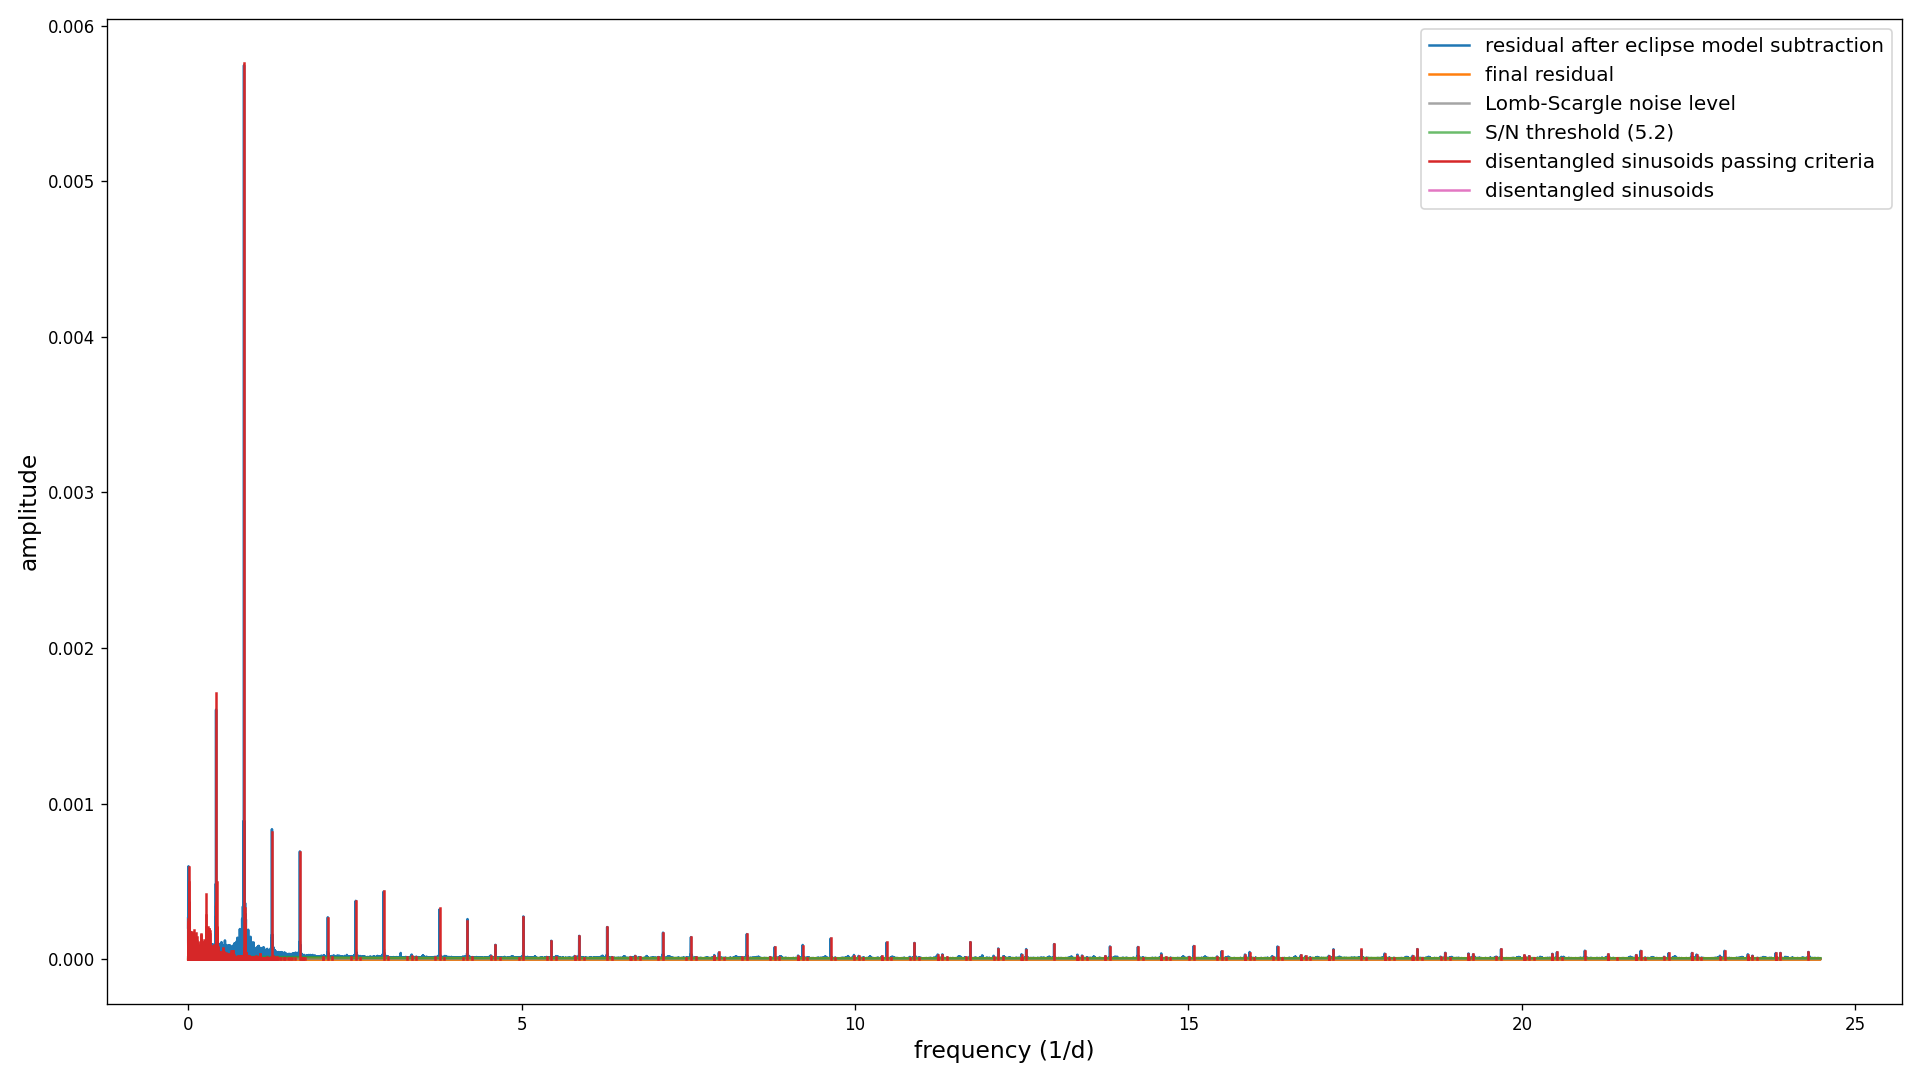 0.006
0.005
0.004
0.003
0.002
0.001
0.000
amplitude
0
5
10
15
20
25
frequency (1/d)
residual after eclipse model subtraction
final residual
Lomb-Scargle noise level
S/N threshold (5.2)
disentangled sinusoids passing criteria
disentangled sinusoids